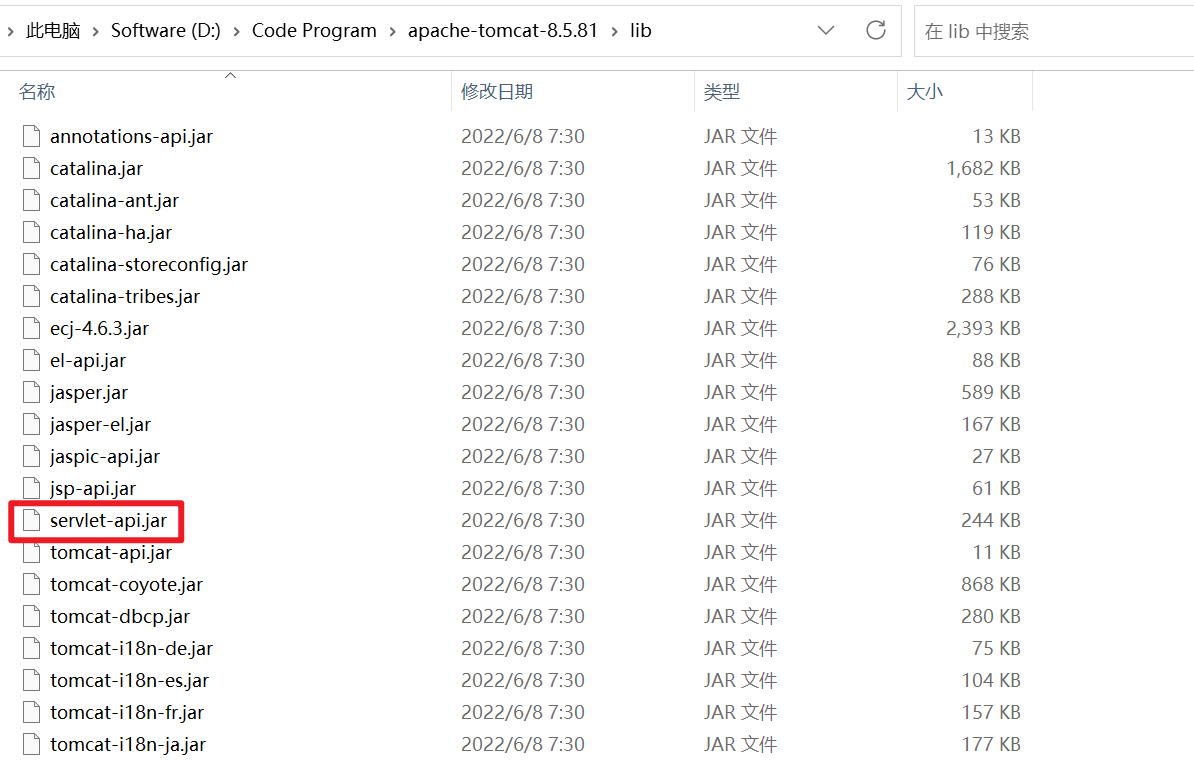 此电脑 > Software (D:) > Code Program > apache-tomcat-8.5.81 > lib 在 lib 中搜索
名称 修改日期 类型 大小
annotations-api.jar 2022/6/8 7:30 JAR 文件 13 KB
catalina.jar 2022/6/8 7:30 JAR 文件 1,682 KB
catalina-ant.jar 2022/6/8 7:30 JAR 文件 53 KB
catalina-ha.jar 2022/6/8 7:30 JAR 文件 119 KB
catalina-storeconfig.jar 2022/6/8 7:30 JAR 文件 76 KB
catalina-tribes.jar 2022/6/8 7:30 JAR 文件 288 KB
ecj-4.6.3.jar 2022/6/8 7:30 JAR 文件 2,393 KB
el-api.jar 2022/6/8 7:30 JAR 文件 88 KB
jasper.jar 2022/6/8 7:30 JAR 文件 589 KB
jasper-el.jar 2022/6/8 7:30 JAR 文件 167 KB
jaspic-api.jar 2022/6/8 7:30 JAR 文件 27 KB
jsp-api.jar 2022/6/8 7:30 JAR 文件 61 KB
servlet-api.jar 2022/6/8 7:30 JAR 文件 244 KB
tomcat-api.jar 2022/6/8 7:30 JAR 文件 11 KB
tomcat-coyote.jar 2022/6/8 7:30 JAR 文件 868 KB
tomcat-dbcp.jar 2022/6/8 7:30 JAR 文件 280 KB
tomcat-i18n-de.jar 2022/6/8 7:30 JAR 文件 75 KB
tomcat-i18n-es.jar 2022/6/8 7:30 JAR 文件 104 KB
tomcat-i18n-fr.jar 2022/6/8 7:30 JAR 文件 157 KB
tomcat-i18n-ja.jar 2022/6/8 7:30 JAR 文件 177 KB